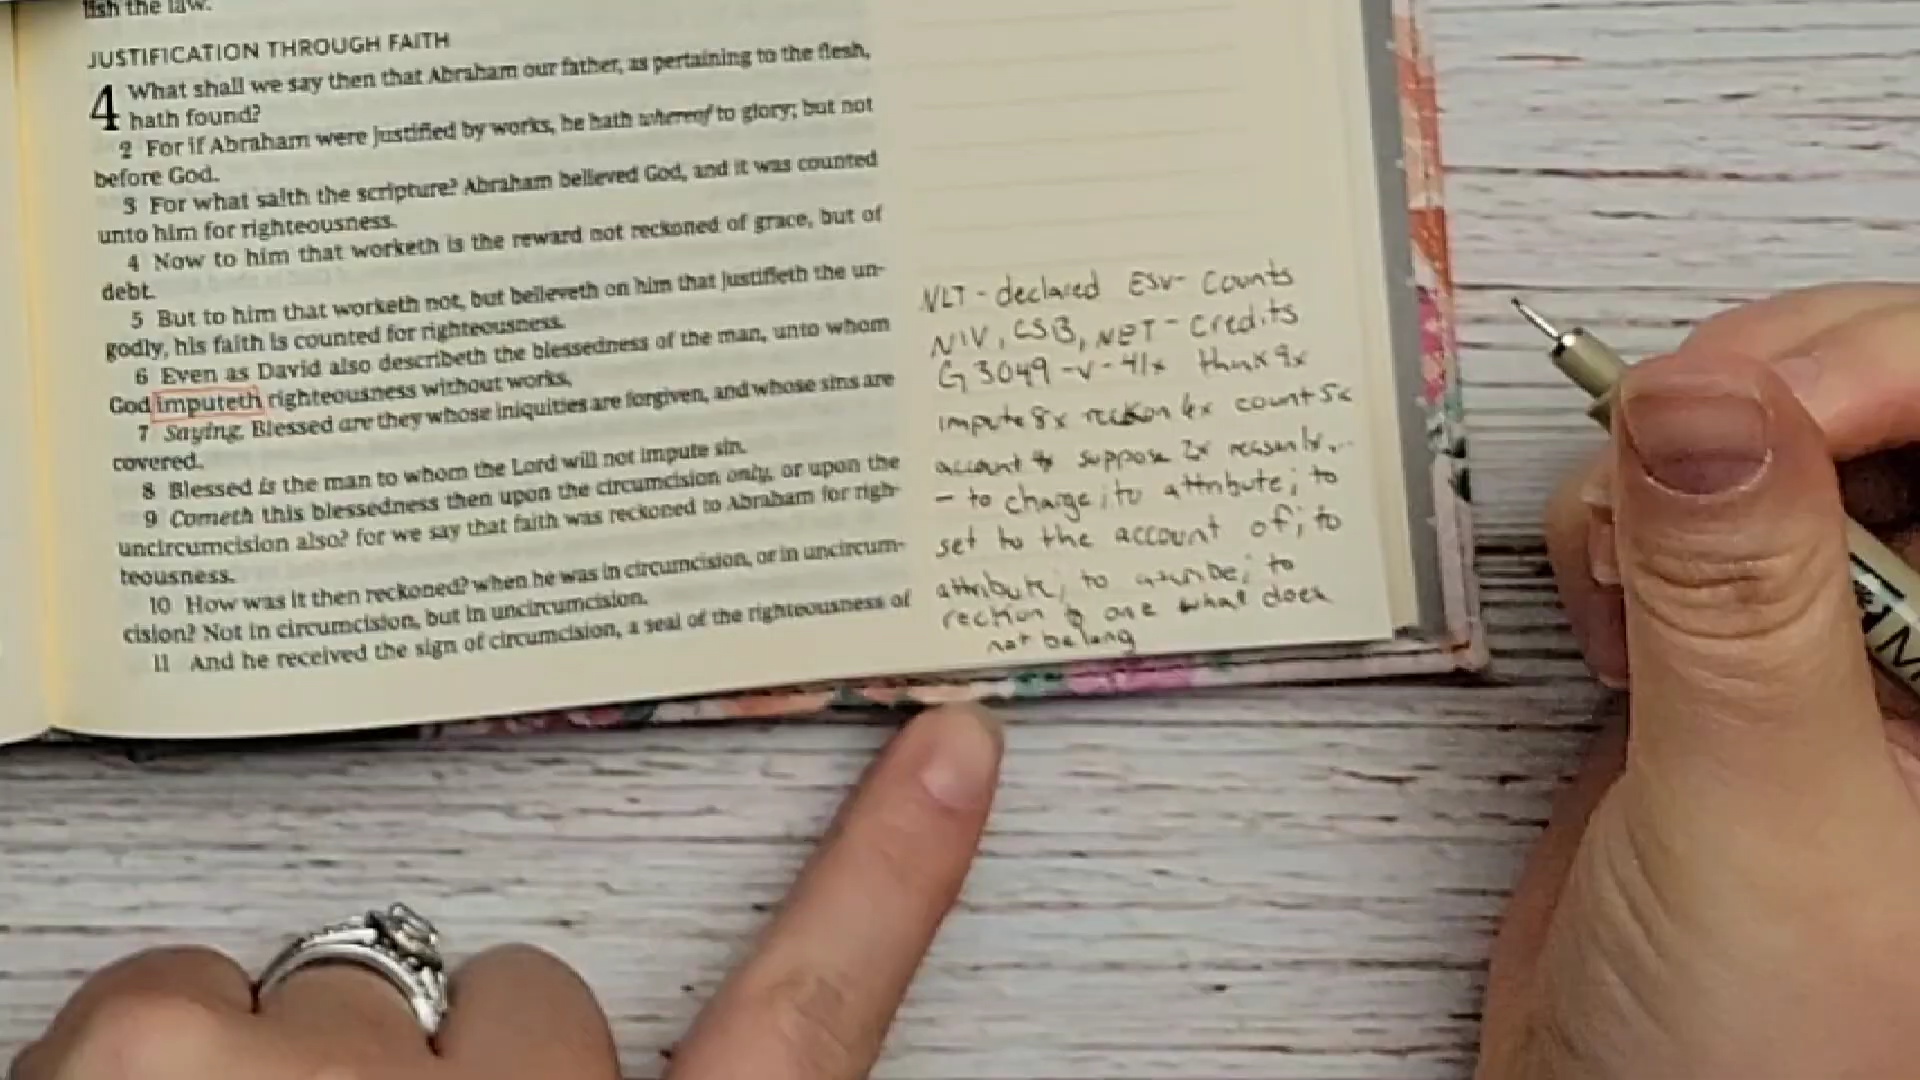 lish the law.
JUSTIFICATION THROUGH FAITH
4 What shall we say then that Abraham our father, as pertaining to the flesh,
hath found?
2 For if Abraham were justified by works, he hath whereof to glory; but not
before God.
3 For what saith the scripture? Abraham believed God, and it was counted
unto him for righteousness.
4 Now to him that worketh is the reward not reckoned of grace, but of
debt.
5 But to him that worketh not, but believeth on him that justifieth the un-
godly, his faith is counted for righteousness.
6 Even as David also describeth the blessedness of the man, unto whom
God imputeth righteousness without works,
7 Saying, Blessed are they whose iniquities are forgiven, and whose sins are
covered.
8 Blessed is the man to whom the Lord will not impute sin.
9 Cometh this blessedness then upon the circumcision only, or upon the
uncircumcision also? for we say that faith was reckoned to Abraham for righ-
teousness.
10 How was it then reckoned? when he was in circumcision, or in uncircum-
cision? Not in circumcision, but in uncircumcision.
11 And he received the sign of circumcision, a seal of the righteousness of
NLT - declared ESV - Counts
NIV, CSB, NET - Credits
G3049 - v - 41x think 9x
impute 8x reckon 6x count 5x
account suppose 2x reason 1x...
- to charge; to attribute; to
set to the account of; to
attribute; to ; to
one what does
not belong